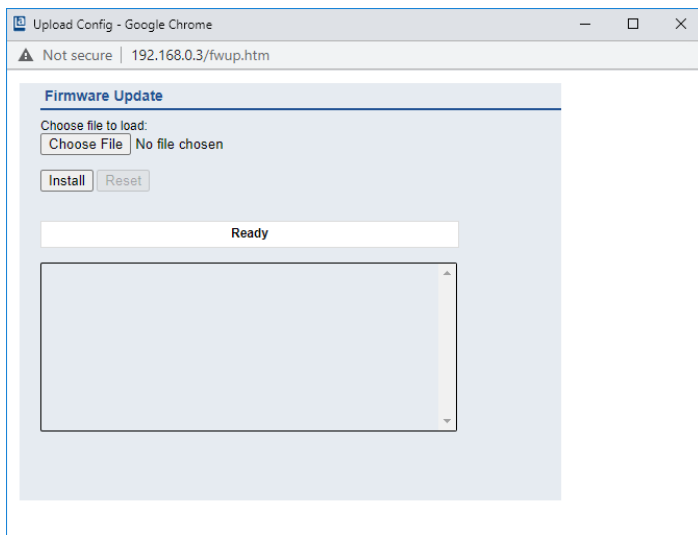 Upload Config - Google Chrome
Not secure | 192.168.0.3/fwup.htm
Firmware Update
Choose file to load:
Choose File No file chosen
Install Reset
Ready